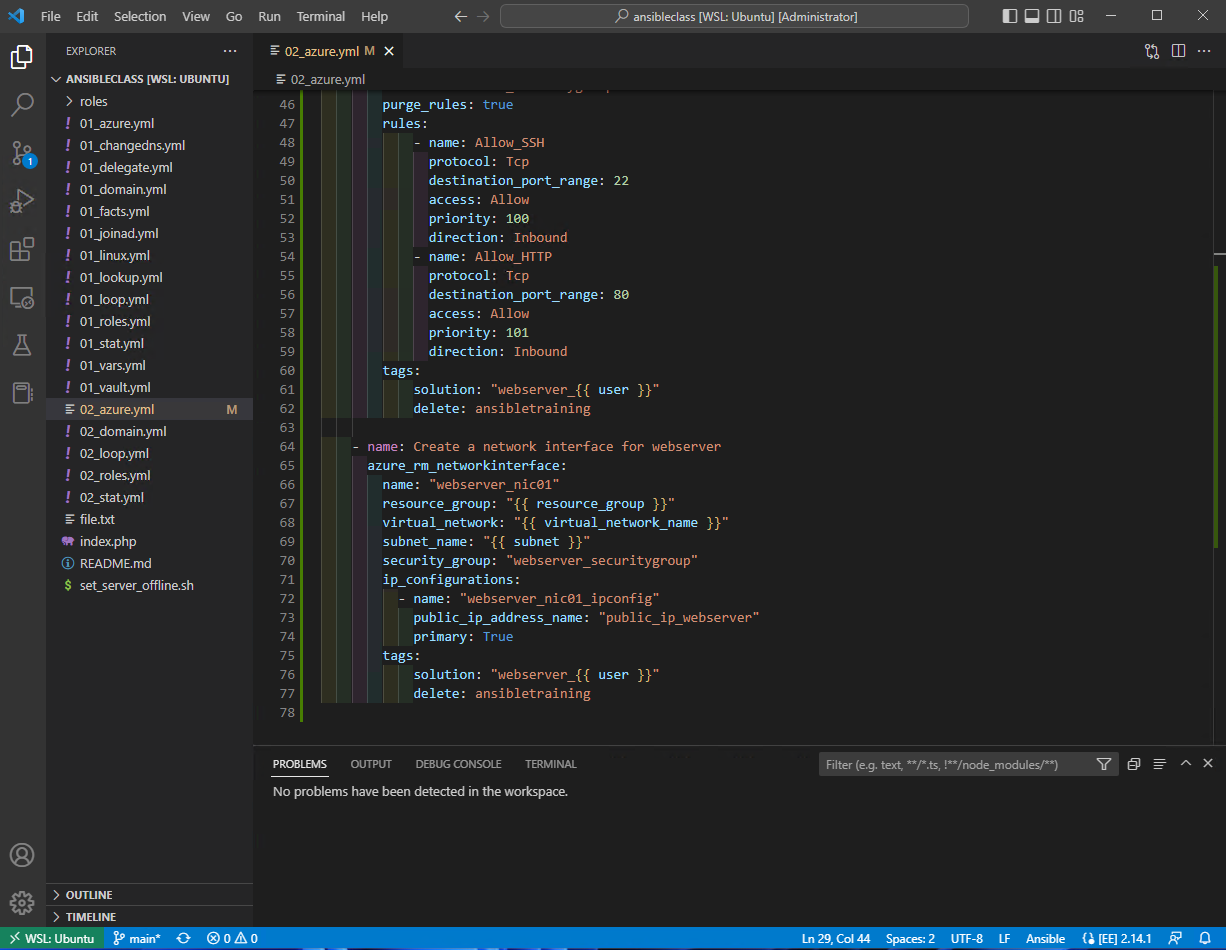 File Edit Selection View Go Run Terminal Help
ansibleclass [WSL: Ubuntu] [Administrator]
EXPLORER
ANSIBLECLASS [WSL: UBUNTU]
roles
01_azure.yml
01_changedns.yml
01_delegate.yml
01_domain.yml
01_facts.yml
01_joinad.yml
01_linux.yml
01_lookup.yml
01_loop.yml
01_roles.yml
01_stat.yml
01_vars.yml
01_vault.yml
02_azure.yml M
02_domain.yml
02_loop.yml
02_roles.yml
02_stat.yml
file.txt
index.php
README.md
set_server_offline.sh
OUTLINE
TIMELINE
1
02_azure.yml M
02_azure.yml
46 purge_rules: true
47 rules:
48 - name: Allow_SSH
49 protocol: Tcp
50 destination_port_range: 22
51 access: Allow
52 priority: 100
53 direction: Inbound
54 - name: Allow_HTTP
55 protocol: Tcp
56 destination_port_range: 80
57 access: Allow
58 priority: 101
59 direction: Inbound
60 tags:
61 solution: "webserver_{{ user }}"
62 delete: ansibletraining
63
64 - name: Create a network interface for webserver
65 azure_rm_networkinterface:
66 name: "webserver_nic01"
67 resource_group: "{{ resource_group }}"
68 virtual_network: "{{ virtual_network_name }}"
69 subnet_name: "{{ subnet }}"
70 security_group: "webserver_securitygroup"
71 ip_configurations:
72 - name: "webserver_nic01_ipconfig"
73 public_ip_address_name: "public_ip_webserver"
74 primary: True
75 tags:
76 solution: "webserver_{{ user }}"
77 delete: ansibletraining
78
PROBLEMS OUTPUT DEBUG CONSOLE TERMINAL
Filter (e.g. text, **/*.ts, !**/node_modules/**)
No problems have been detected in the workspace.
WSL: Ubuntu main* 0 0 Ln 29, Col 44 Spaces: 2 UTF-8 LF Ansible [EE] 2.14.1